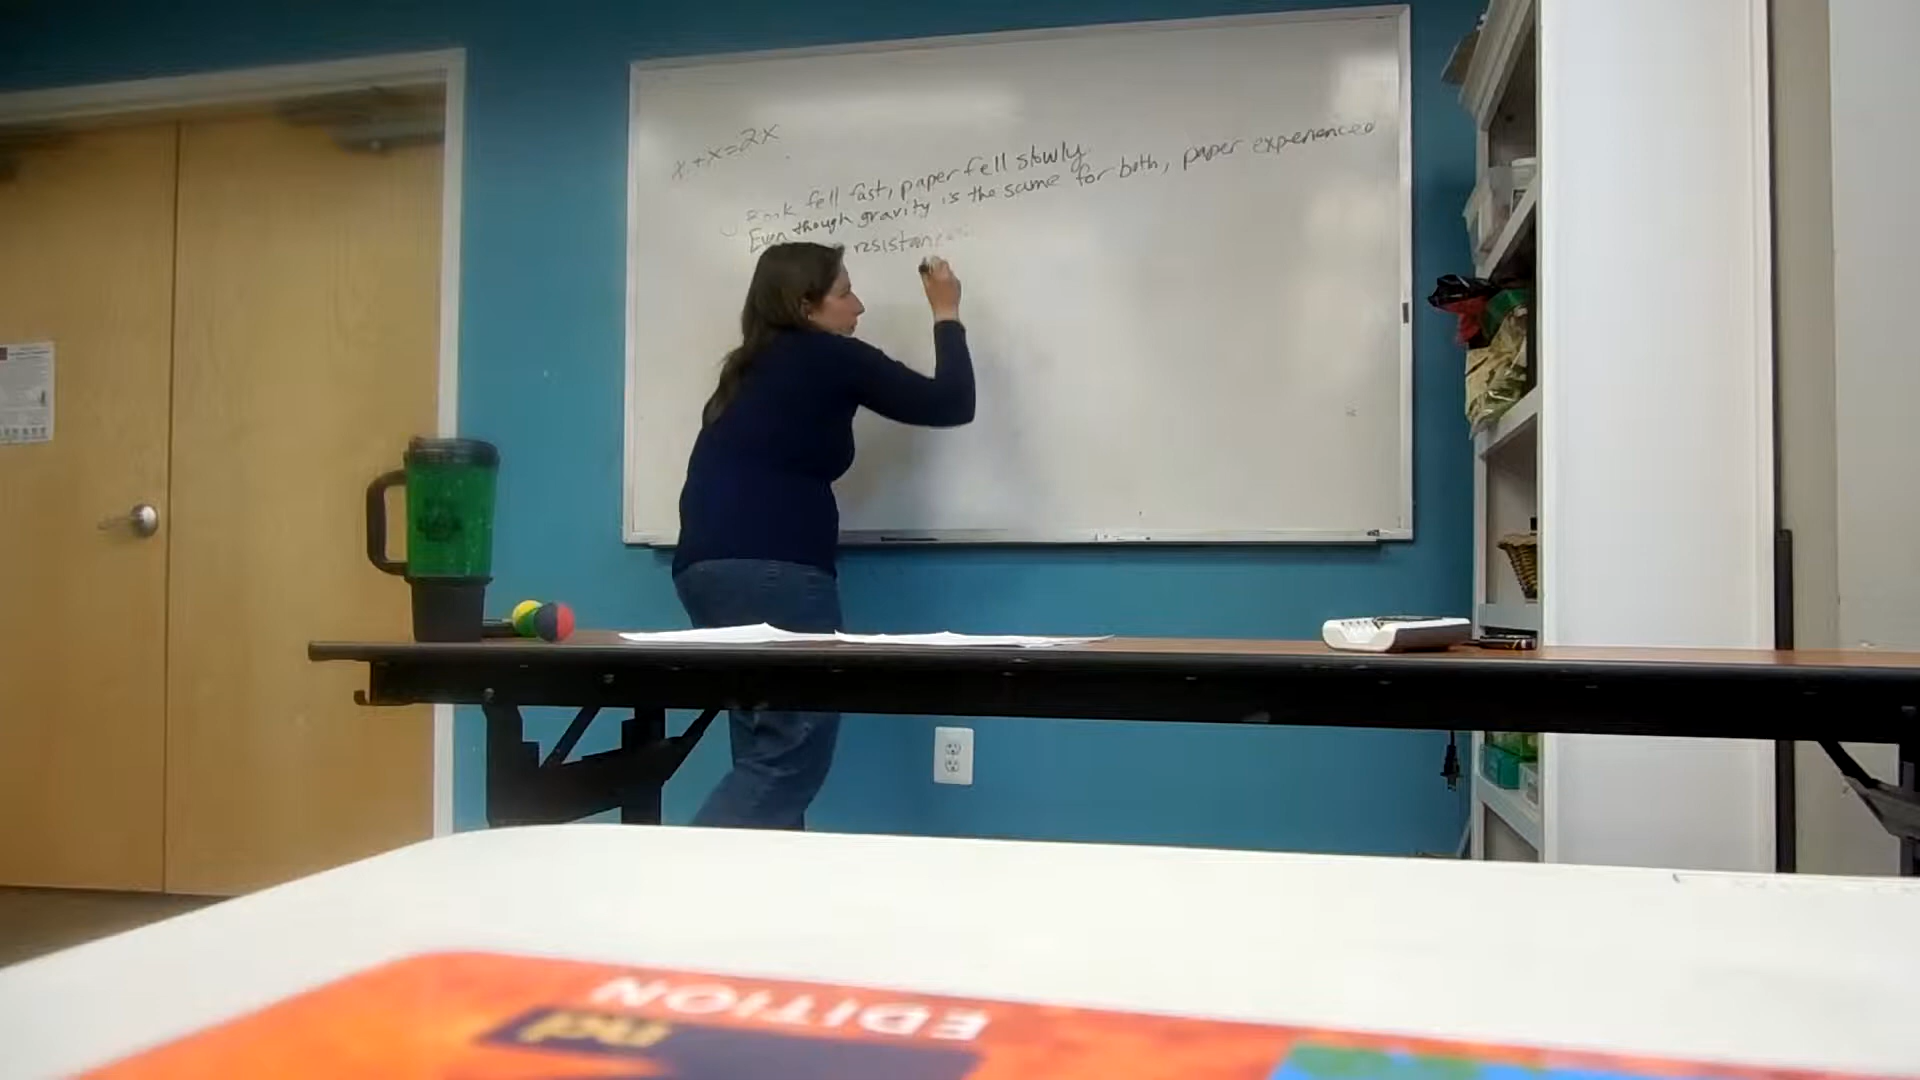 x + x = 2x
Book fell fast, paper fell slowly
Even though gravity is the same for both, paper experienced
resistance
EDITION